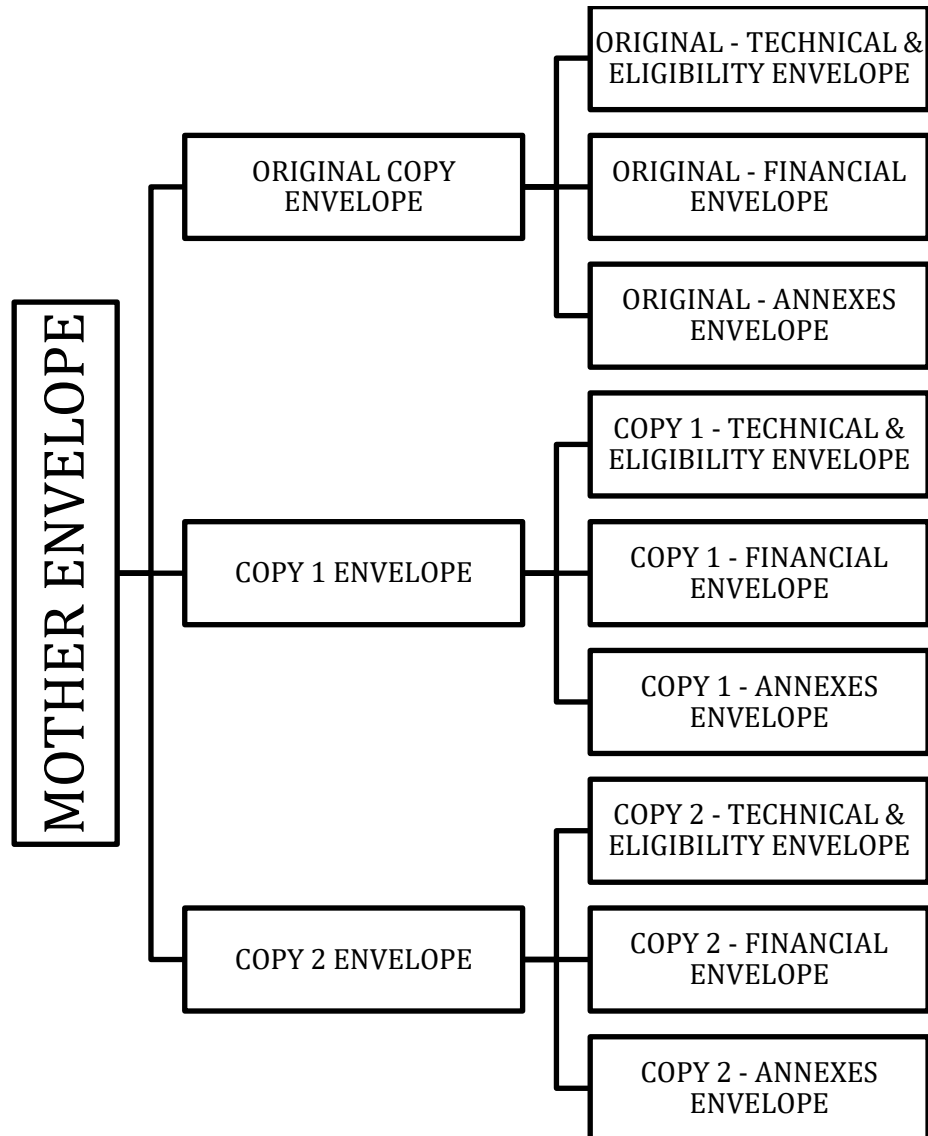 MOTHER ENVELOPE
ORIGINAL COPY
ENVELOPE
ORIGINAL - TECHNICAL &
ELIGIBILITY ENVELOPE
ORIGINAL - FINANCIAL
ENVELOPE
ORIGINAL - ANNEXES
ENVELOPE
COPY 1 ENVELOPE
COPY 1 - TECHNICAL &
ELIGIBILITY ENVELOPE
COPY 1 - FINANCIAL
ENVELOPE
COPY 1 - ANNEXES
ENVELOPE
COPY 2 ENVELOPE
COPY 2 - TECHNICAL &
ELIGIBILITY ENVELOPE
COPY 2 - FINANCIAL
ENVELOPE
COPY 2 - ANNEXES
ENVELOPE